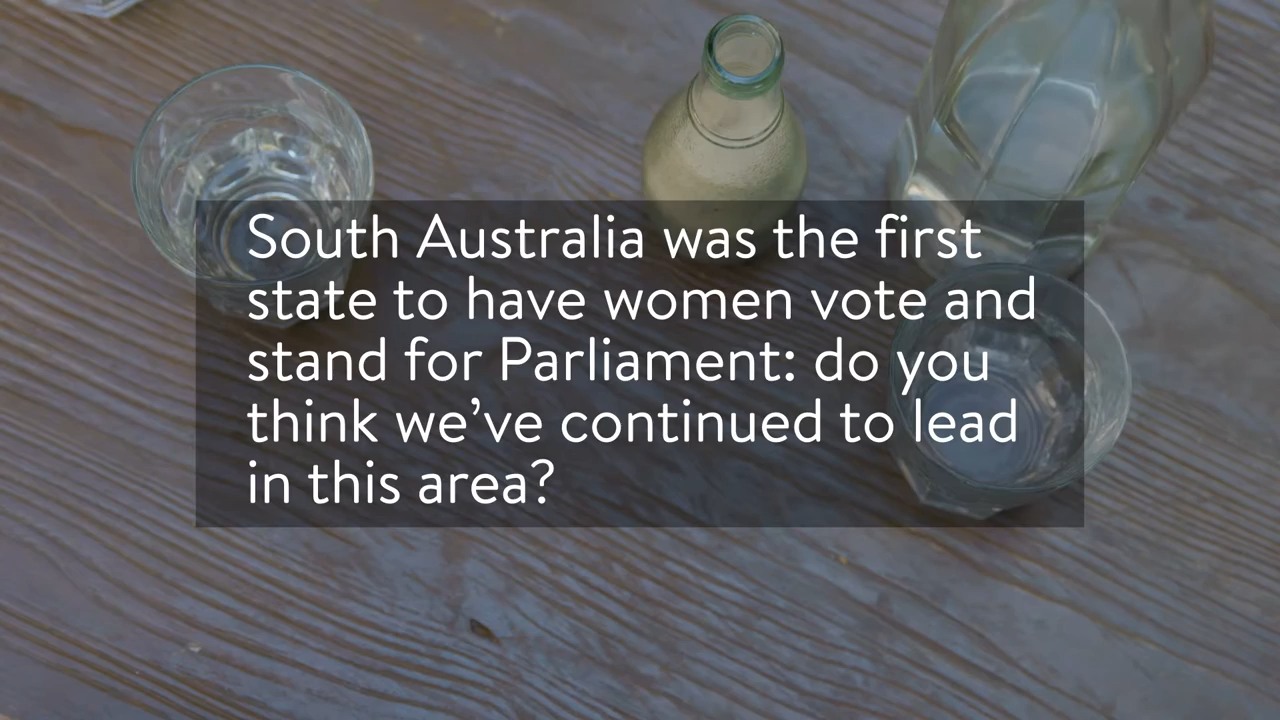 South Australia was the first
state to have women vote and
stand for Parliament: do you
think we’ve continued to lead
in this area?